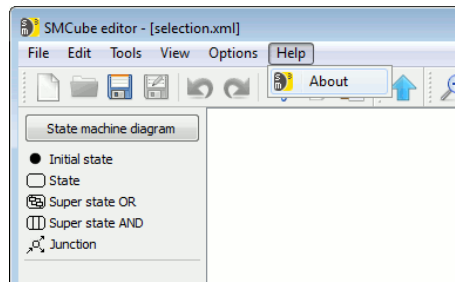 SMCube editor - [selection.xml]
File Edit Tools View Options Help
About
State machine diagram
Initial state
State
Super state OR
Super state AND
Junction